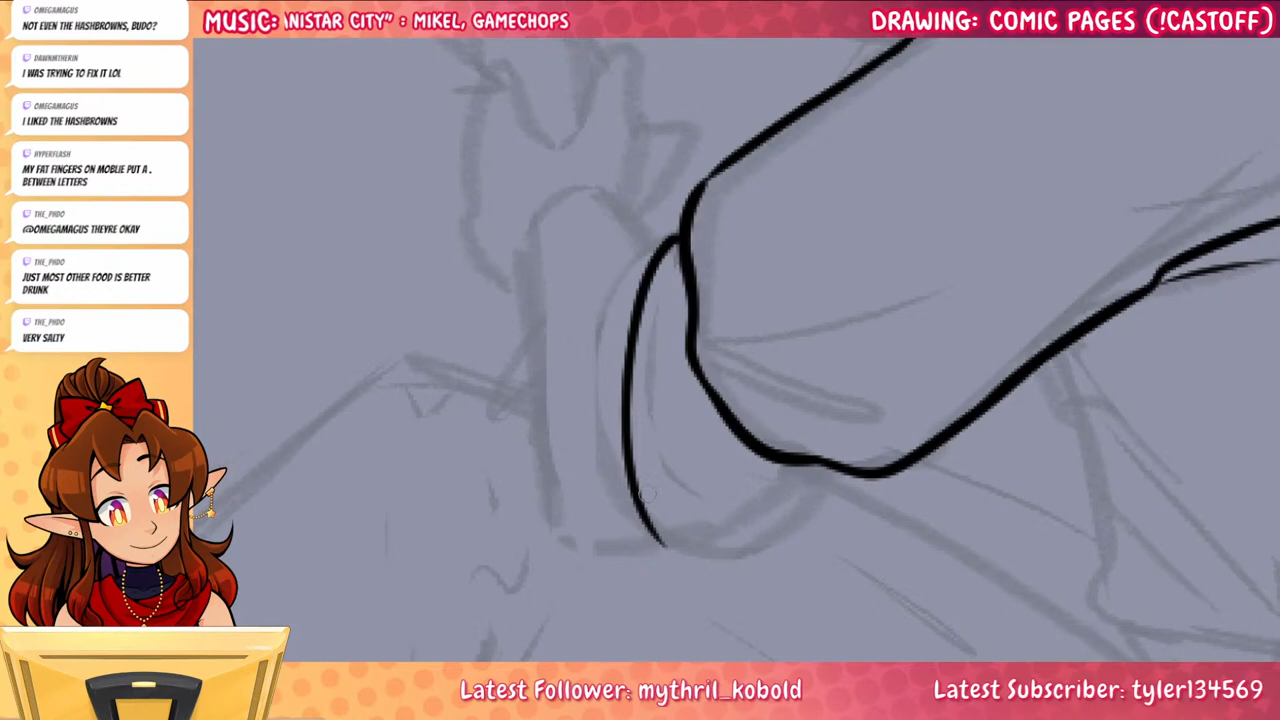 MUSIC: INISTAR CITY" : MIKEL, GAMECHOPS
DRAWING: COMIC PAGES (!CASTOFF)
OMEGAMAGUS
NOT EVEN THE HASHBROWNS, BUDO?
DAWNMTHERIN
I WAS TRYING TO FIX IT LOL
OMEGAMAGUS
I LIKED THE HASHBROWNS
HYPERFLASH
MY FAT FINGERS ON MOBLIE PUT A .
BETWEEN LETTERS
THE_PHDO
@OMEGAMAGUS THEYRE OKAY
THE_PHDO
JUST MOST OTHER FOOD IS BETTER
DRUNK
THE_PHDO
VERY SALTY
Latest Follower: mythril_kobold
Latest Subscriber: tyler134569